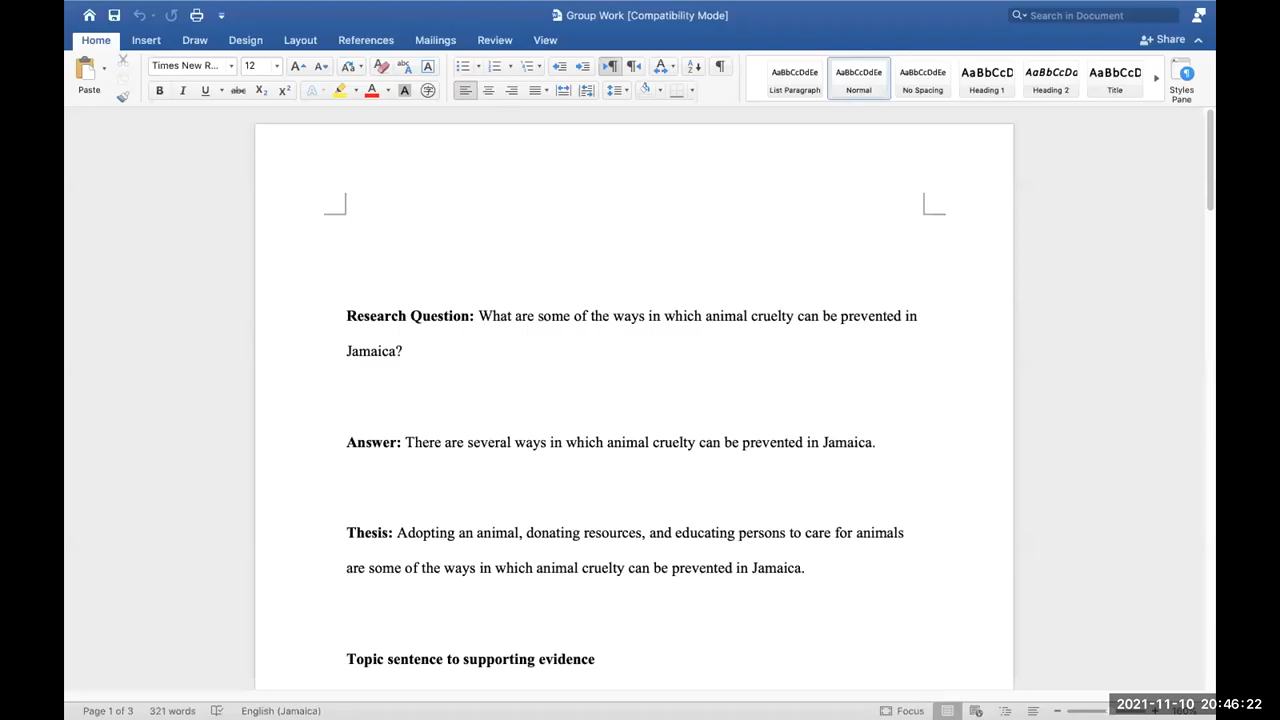 Group Work [Compatibility Mode]
Search in Document
Home Insert Draw Design Layout References Mailings Review View
Share
Paste
Times New R...
12
AaBbCcDdEe AaBbCcDdEe AaBbCcDdEe AaBbCcD AaBbCcDd AaBbCcD
List Paragraph Normal No Spacing Heading 1 Heading 2 Title
Styles
Pane
Research Question: What are some of the ways in which animal cruelty can be prevented in
Jamaica?
Answer: There are several ways in which animal cruelty can be prevented in Jamaica.
Thesis: Adopting an animal, donating resources, and educating persons to care for animals
are some of the ways in which animal cruelty can be prevented in Jamaica.
Topic sentence to supporting evidence
Page 1 of 3 321 words English (Jamaica)
Focus
2021-11-10 20:46:22